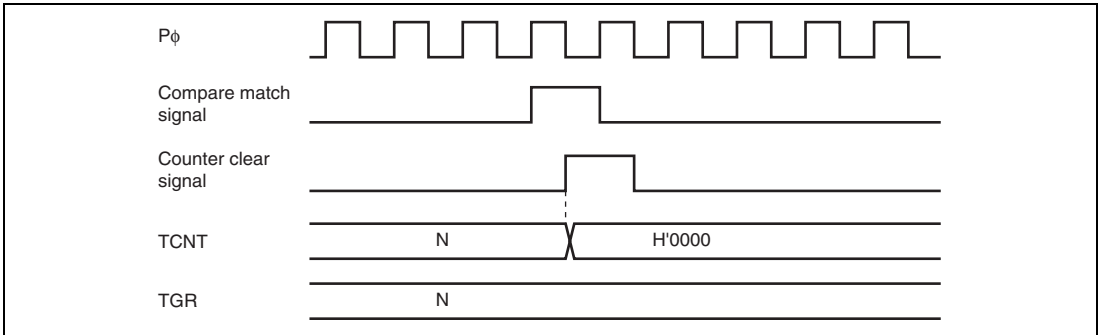 Pϕ
Compare match
signal
Counter clear
signal
TCNT
N
H'0000
TGR
N